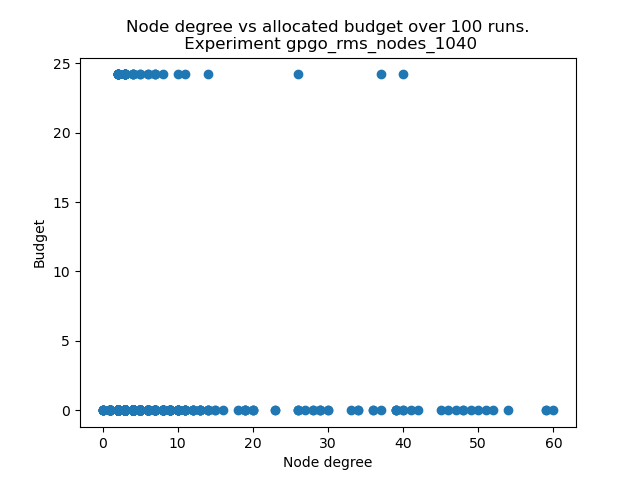 Node degree vs allocated budget over 100 runs.
Experiment gpgo_rms_nodes_1040
25
20
15
10
5
0
Budget
0 10 20 30 40 50 60
Node degree